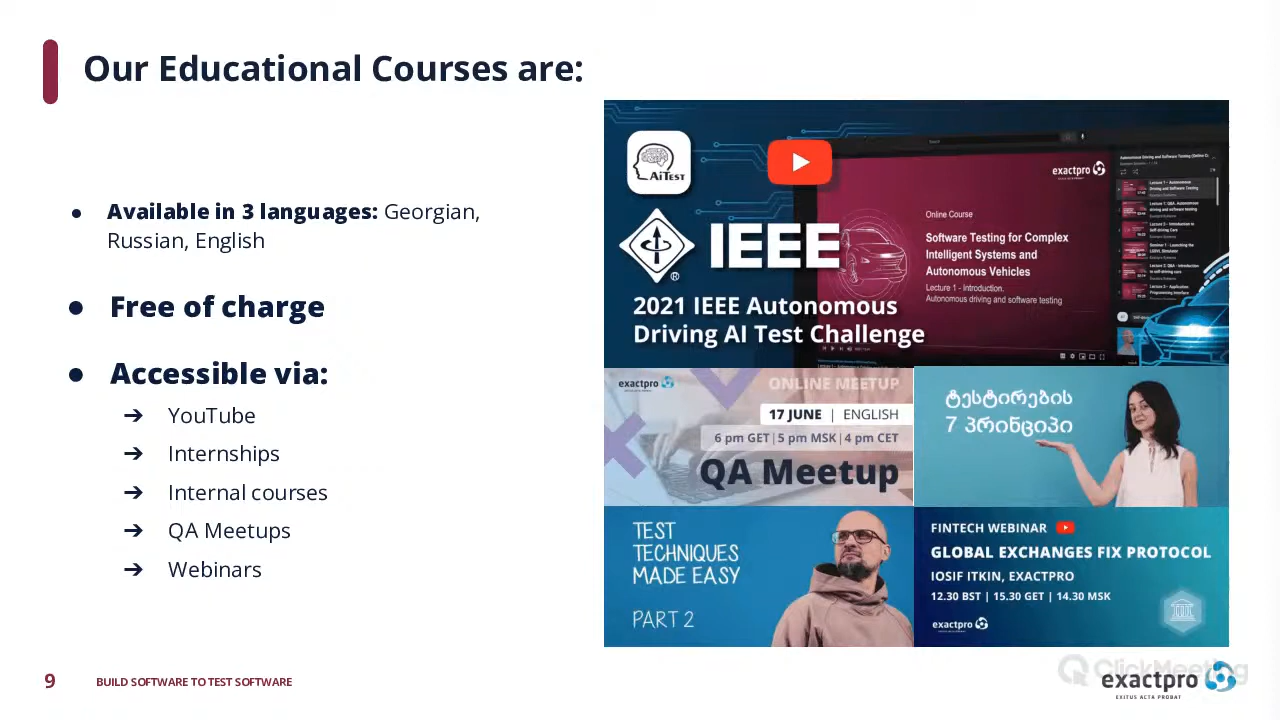 Our Educational Courses are:
● Available in 3 languages: Georgian,
Russian, English
● Free of charge
● Accessible via:
➔ YouTube
➔ Internships
➔ Internal courses
➔ QA Meetups
➔ Webinars
AiTEST
IEEE
®
2021 IEEE Autonomous
Driving AI Test Challenge
exactpro
Online Course
Software Testing for Complex
Intelligent Systems and
Autonomous Vehicles
Lecture 1 - Introduction.
Autonomous driving and software testing
exactpro
ONLINE MEETUP
17 JUNE | ENGLISH
6 pm GET | 5 pm MSK | 4 pm CET
QA Meetup
ტესტირების
7 პრინციპი
TEST
TECHNIQUES
MADE EASY
PART 2
FINTECH WEBINAR
GLOBAL EXCHANGES FIX PROTOCOL
IOSIF ITKIN, EXACTPRO
12.30 BST | 15.30 GET | 14.30 MSK
exactpro
9
BUILD SOFTWARE TO TEST SOFTWARE
ClickMeeting
exactpro
EXITUS ACTA PROBAT